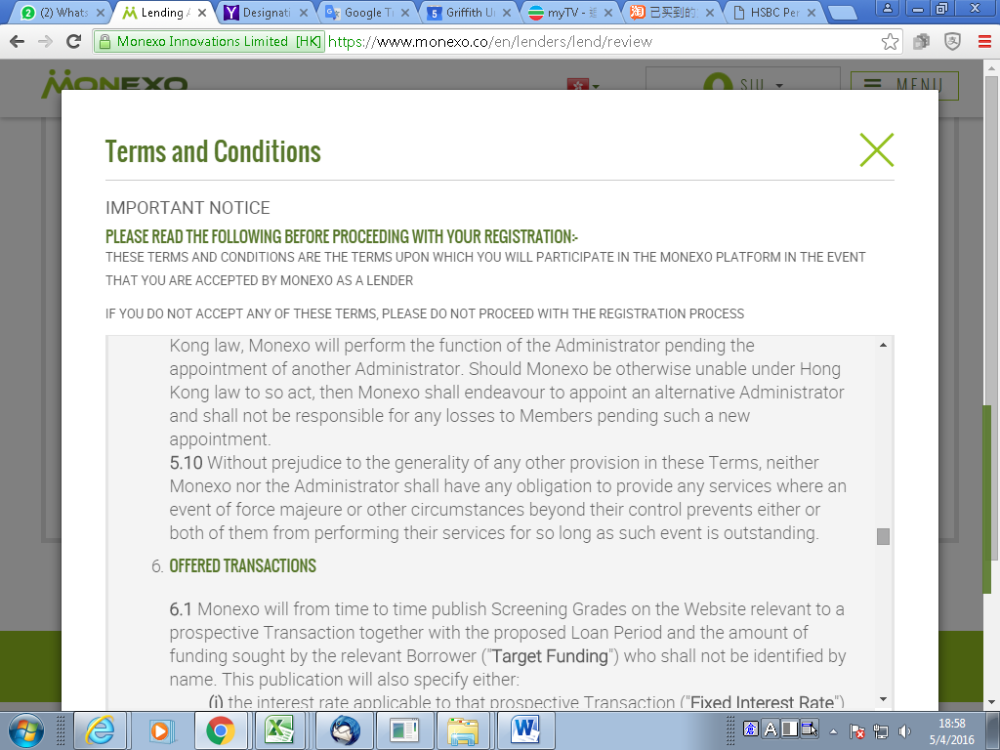 (2) Whats
Lending A
Designati
Google Tr
Griffith Un
myTV -
已买到的
HSBC Per
Monexo Innovations Limited [HK] https://www.monexo.co/en/lenders/lend/review
MONEXO
SIU
MENU
Terms and Conditions
IMPORTANT NOTICE
PLEASE READ THE FOLLOWING BEFORE PROCEEDING WITH YOUR REGISTRATION:-
THESE TERMS AND CONDITIONS ARE THE TERMS UPON WHICH YOU WILL PARTICIPATE IN THE MONEXO PLATFORM IN THE EVENT
THAT YOU ARE ACCEPTED BY MONEXO AS A LENDER
IF YOU DO NOT ACCEPT ANY OF THESE TERMS, PLEASE DO NOT PROCEED WITH THE REGISTRATION PROCESS
Kong law, Monexo will perform the function of the Administrator pending the
appointment of another Administrator. Should Monexo be otherwise unable under Hong
Kong law to so act, then Monexo shall endeavour to appoint an alternative Administrator
and shall not be responsible for any losses to Members pending such a new
appointment.
5.10 Without prejudice to the generality of any other provision in these Terms, neither
Monexo nor the Administrator shall have any obligation to provide any services where an
event of force majeure or other circumstances beyond their control prevents either or
both of them from performing their services for so long as such event is outstanding.
6. OFFERED TRANSACTIONS
6.1 Monexo will from time to time publish Screening Grades on the Website relevant to a
prospective Transaction together with the proposed Loan Period and the amount of
funding sought by the relevant Borrower ("Target Funding") who shall not be identified by
name. This publication will also specify either:
(i) the interest rate applicable to that prospective Transaction ("Fixed Interest Rate")
18:58
5/4/2016